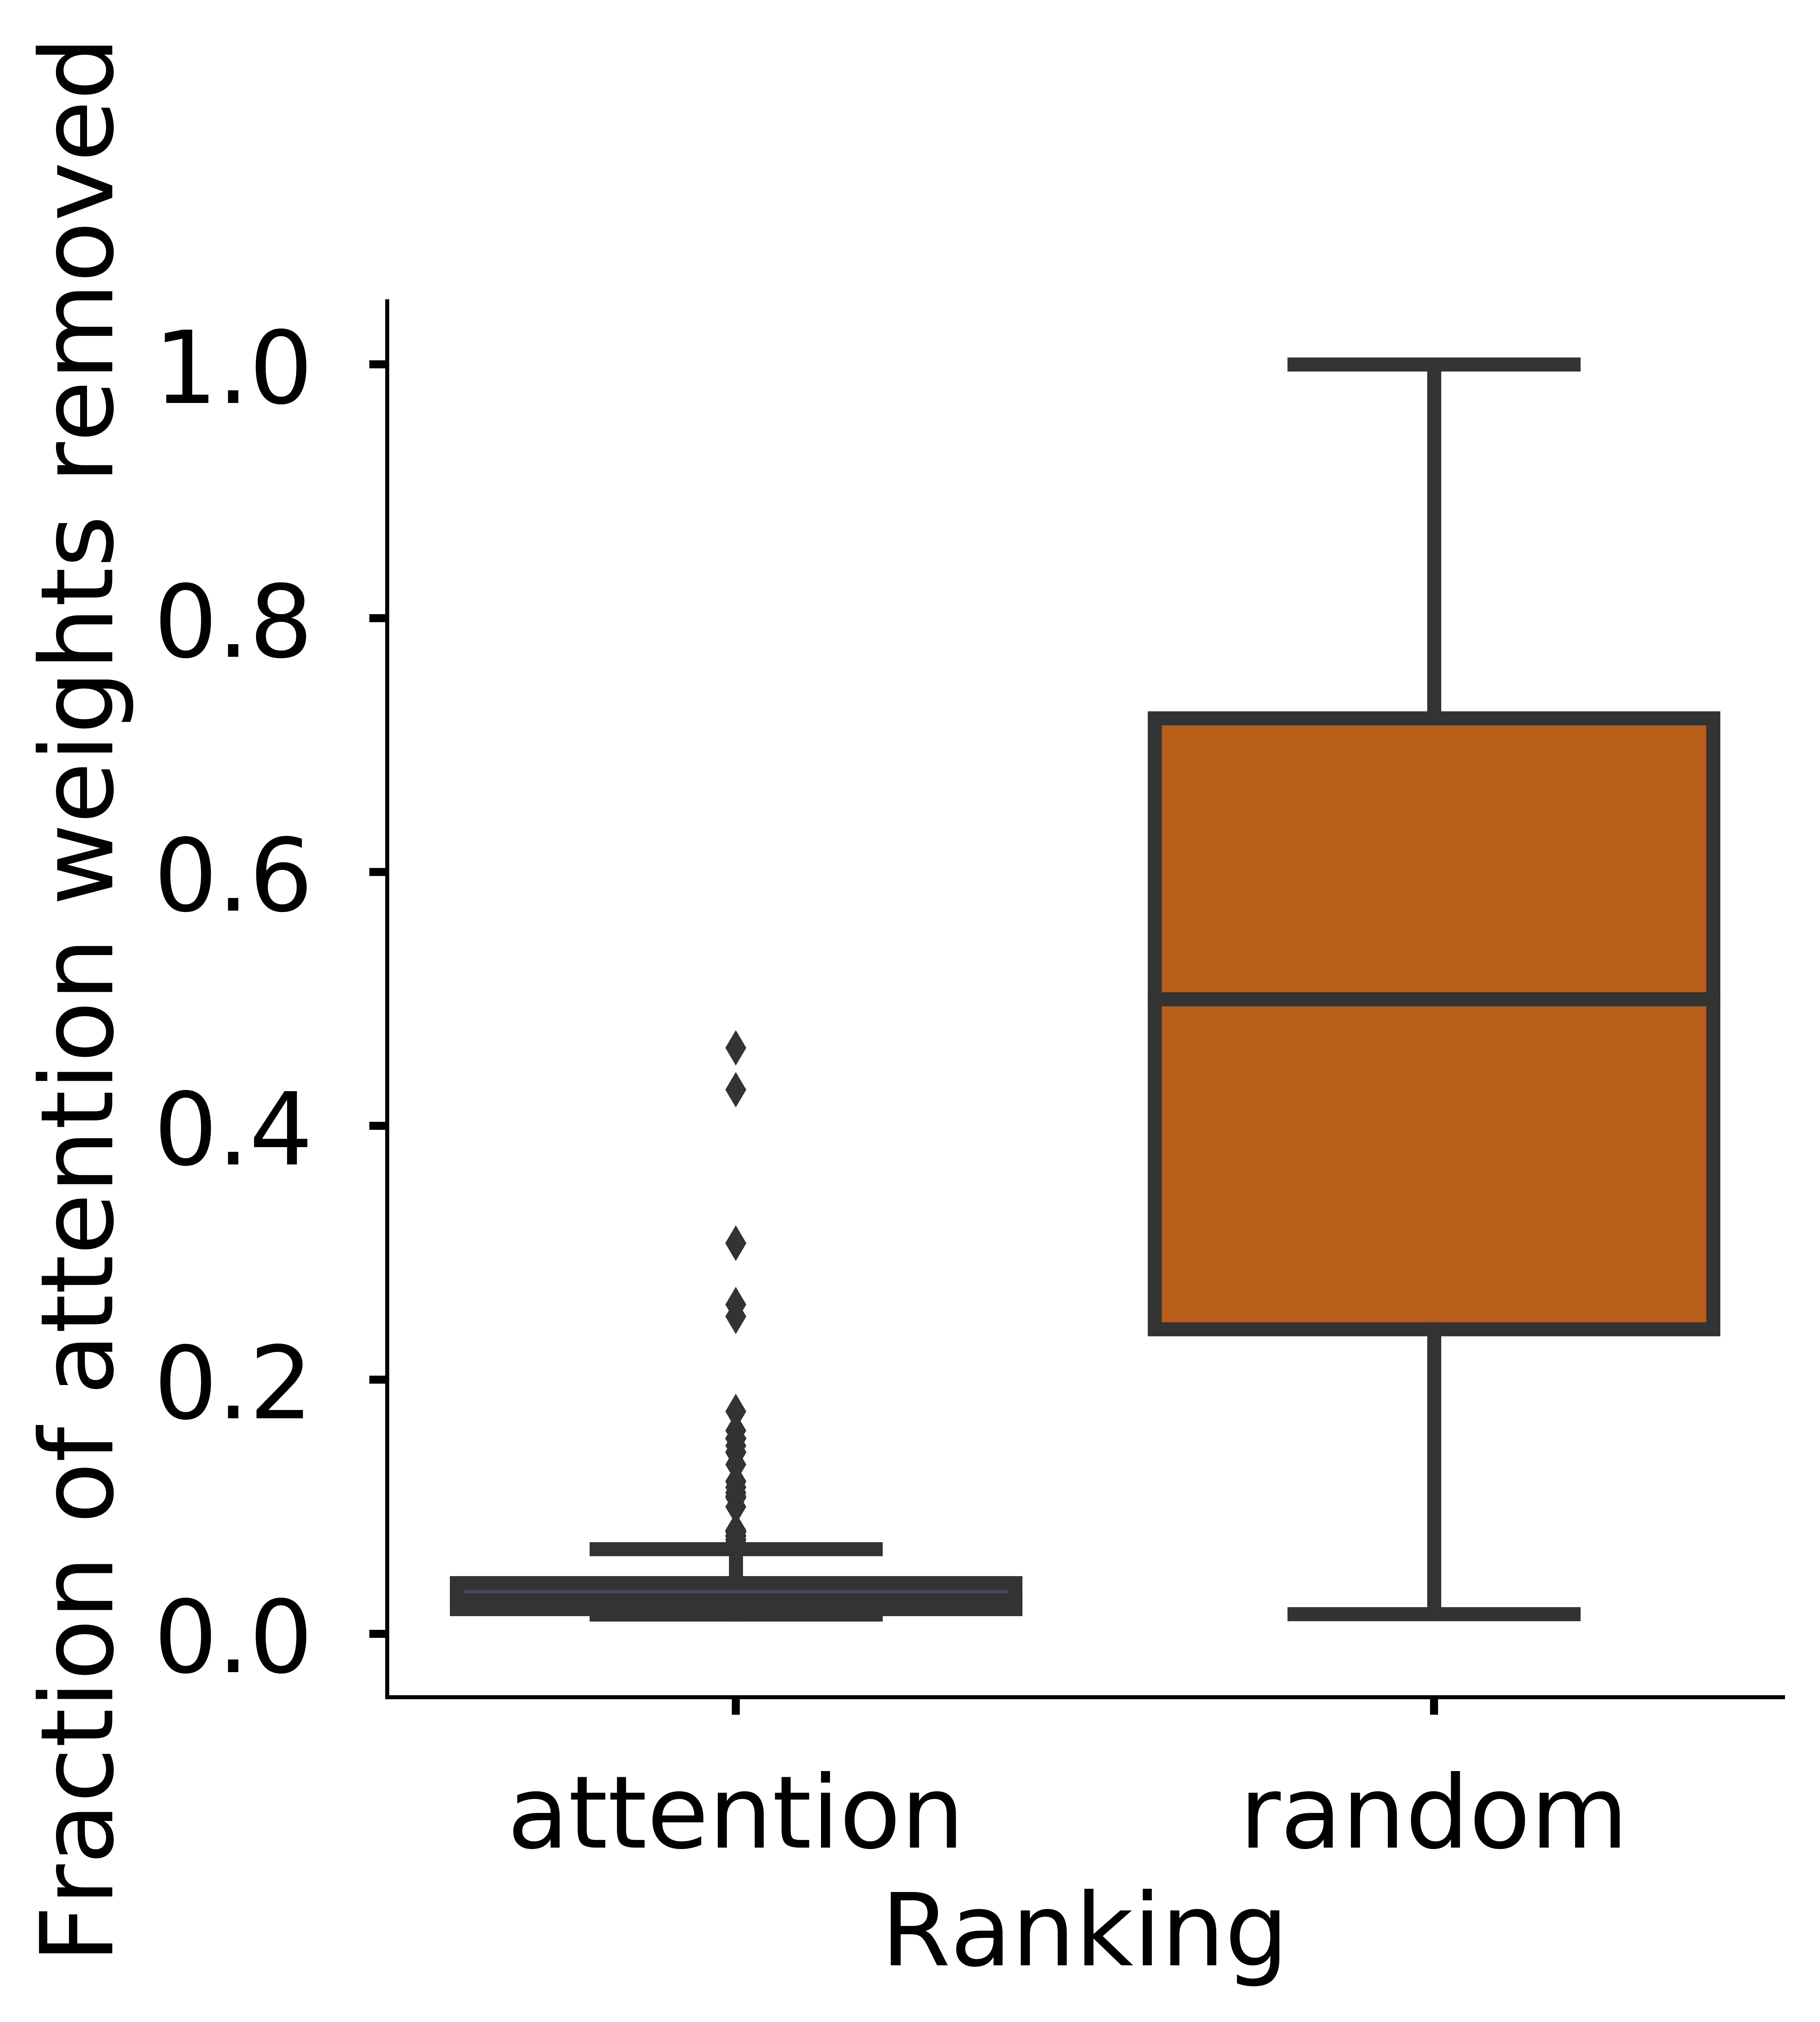 Fraction of attention weights removed
1.0
0.8
0.6
0.4
0.2
0.0
attention random
Ranking